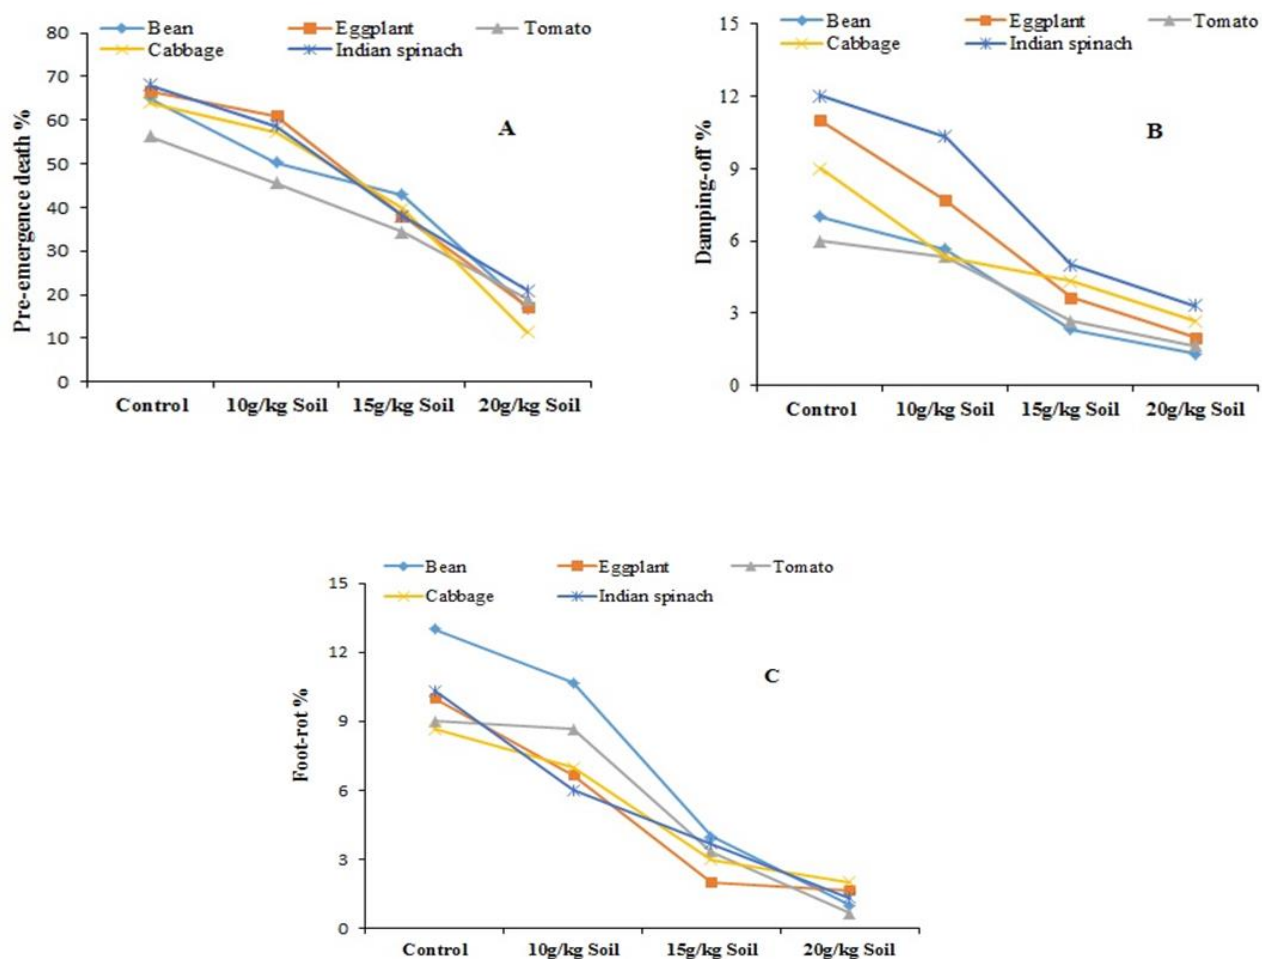 Bean Eggplant Tomato
Cabbage Indian spinach
80
70
60
50
40
30
20
10
0
Pre-emergence death %
A
Control 10g/kg Soil 15g/kg Soil 20g/kg Soil
Bean Eggplant Tomato
Cabbage Indian spinach
15
12
9
6
3
0
Damping-off %
B
Control 10g/kg Soil 15g/kg Soil 20g/kg Soil
Bean Eggplant Tomato
Cabbage Indian spinach
15
12
9
6
3
0
Foot-rot %
C
Control 10g/kg Soil 15g/kg Soil 20g/kg Soil